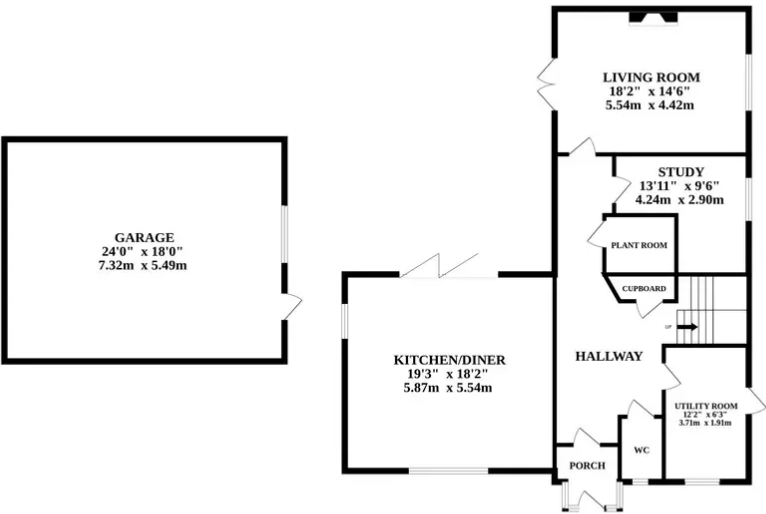 LIVING ROOM
18'2" x 14'6"
5.54m x 4.42m
STUDY
13'11" x 9'6"
4.24m x 2.90m
GARAGE
24'0" x 18'0"
7.32m x 5.49m
PLANT ROOM
CUPBOARD
UP
KITCHEN/DINER
19'3" x 18'2"
5.87m x 5.54m
HALLWAY
UTILITY ROOM
12'2" x 6'3"
3.71m x 1.91m
WC
PORCH